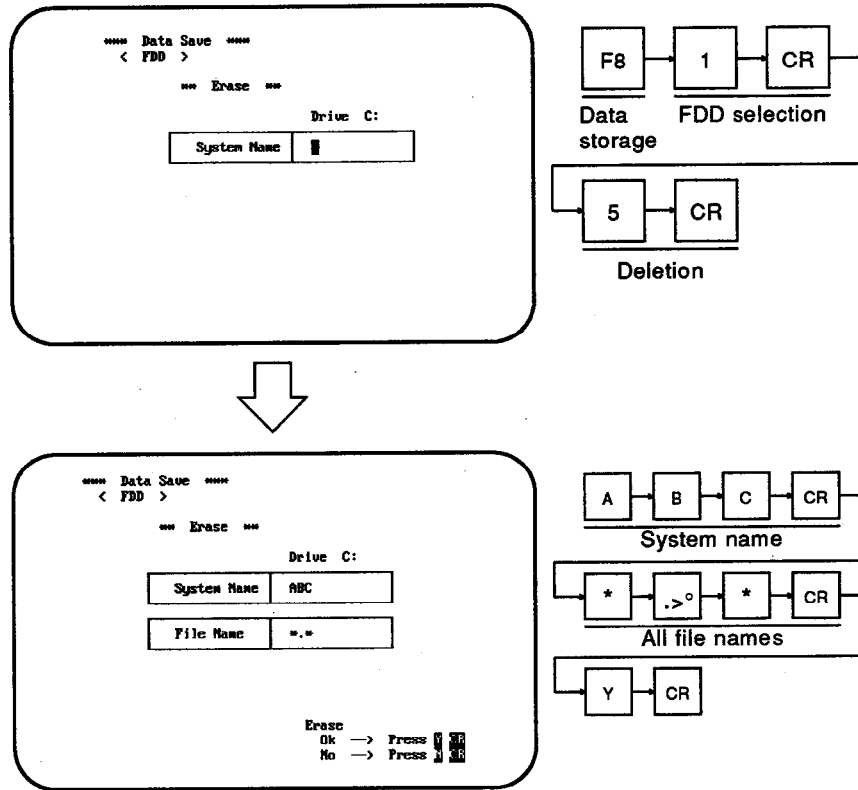 *** Data Save ***
< FDD >
** Erase **
Drive C:
System Name
F8 1 CR
Data storage
FDD selection
5 CR
Deletion
*** Data Save ***
< FDD >
** Erase **
Drive C:
System Name ABC
File Name *.*
Erase
Ok —> Press Y CR
No —> Press N CR
A B C CR
System name
* .>° * CR
All file names
Y CR